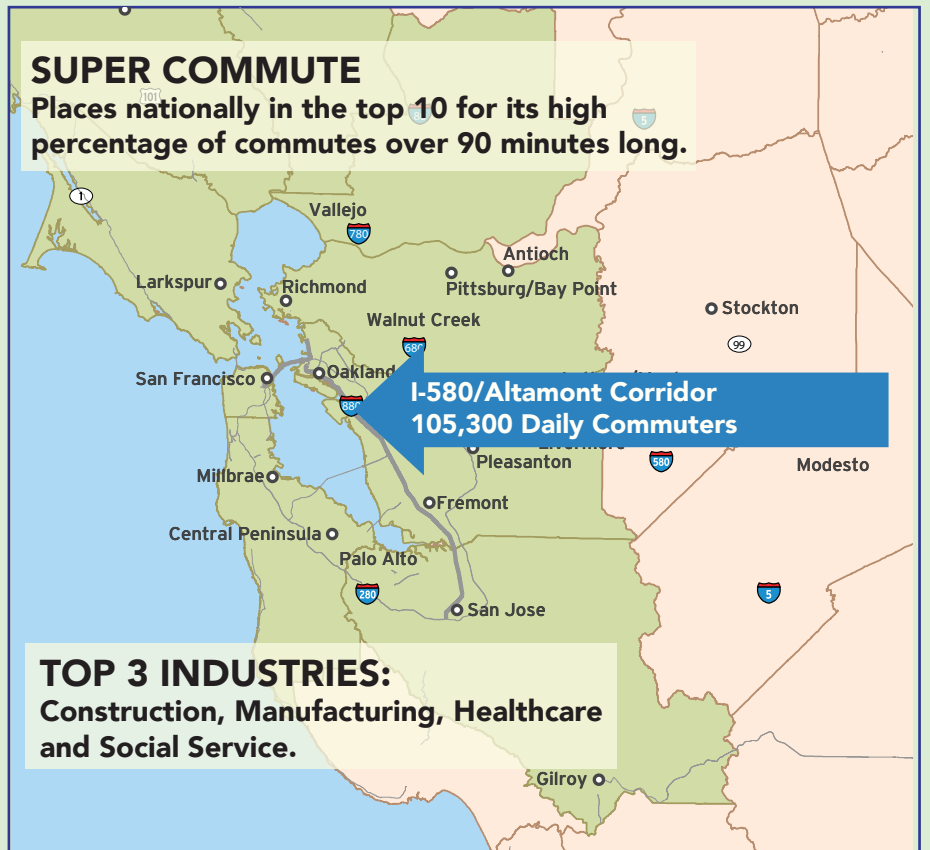 SUPER COMMUTE
Places nationally in the top 10 for its high
percentage of commutes over 90 minutes long.
101
5
1
Vallejo
780
Antioch
Larkspur
Richmond
Pittsburg/Bay Point
Stockton
Walnut Creek
680
99
San Francisco
Oakland
I-580/Altamont Corridor
105,300 Daily Commuters
880
Pleasanton
580
Modesto
Millbrae
Fremont
Central Peninsula
Palo Alto
280
5
San Jose
TOP 3 INDUSTRIES:
Construction, Manufacturing, Healthcare
and Social Service.
Gilroy